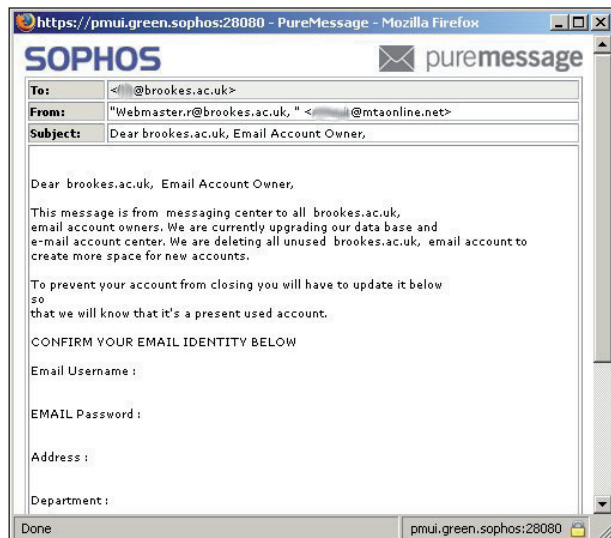 https://pmui.green.sophos:28080 - PureMessage - Mozilla Firefox
SOPHOS puremessage
To: < @brookes.ac.uk>
From: "Webmaster.r@brookes.ac.uk, " < @mtaonline.net>
Subject: Dear brookes.ac.uk, Email Account Owner,
Dear brookes.ac.uk, Email Account Owner,
This message is from messaging center to all brookes.ac.uk,
email account owners. We are currently upgrading our data base and
e-mail account center. We are deleting all unused brookes.ac.uk, email account to
create more space for new accounts.
To prevent your account from closing you will have to update it below
so
that we will know that it's a present used account.
CONFIRM YOUR EMAIL IDENTITY BELOW
Email Username :
EMAIL Password :
Address :
Department :
Done pmui.green.sophos:28080